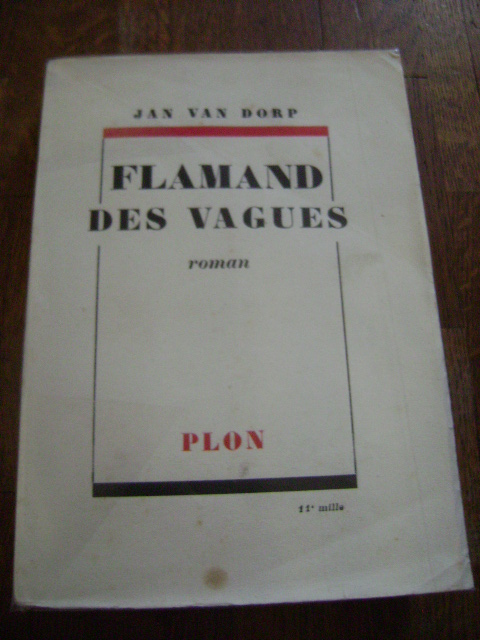 JAN VAN DORP
FLAMAND
DES VAGUES
roman
PLON
11e mille